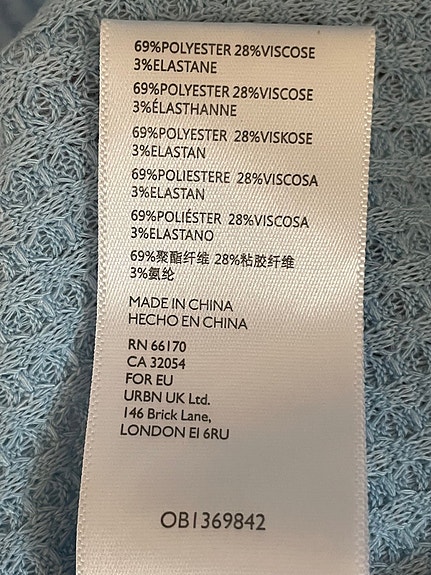 69%POLYESTER 28%VISCOSE
3%ELASTANE
69%POLYESTER 28%VISCOSE
3%ÉLASTHANNE
69%POLYESTER 28%VISKOSE
3%ELASTAN
69%POLIESTERE 28%VISCOSA
3%ELASTAN
69%POLIÉSTER 28%VISCOSA
3%ELASTANO
69%聚酯纤维 28%粘胶纤维
3%氨纶
MADE IN CHINA
HECHO EN CHINA
RN 66170
CA 32054
FOR EU
URBN UK Ltd.
146 Brick Lane,
LONDON E1 6RU
OB1369842